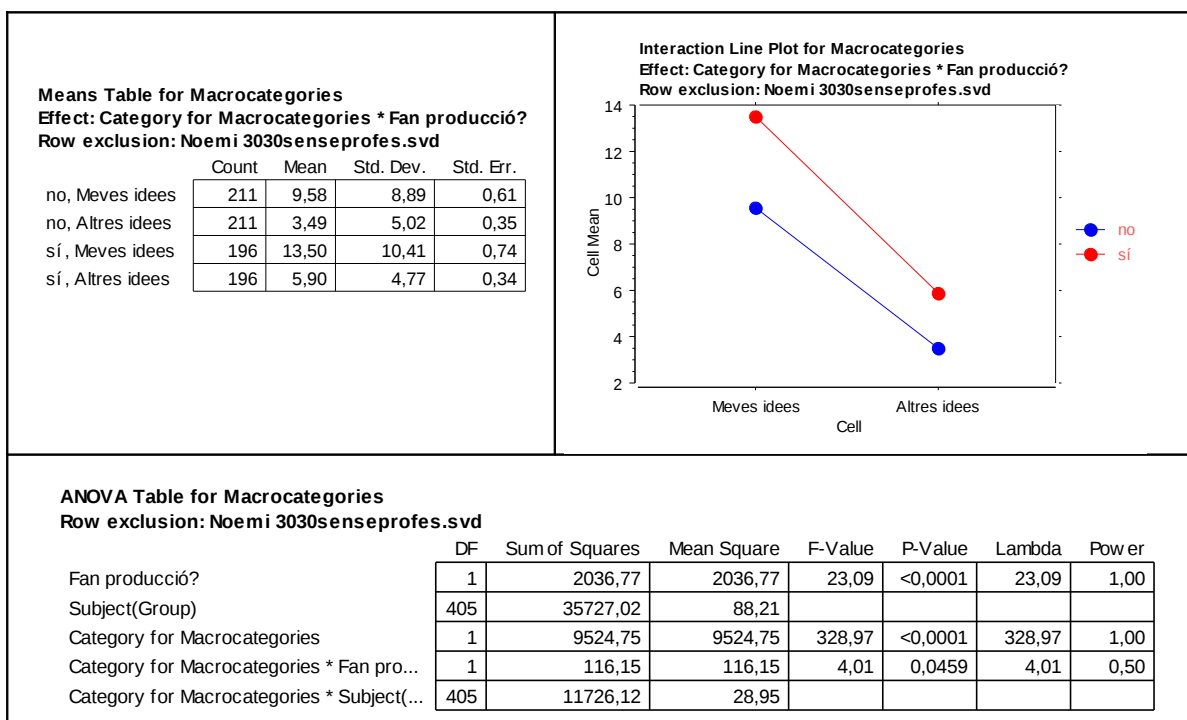 Means Table for Macrocategories
Effect: Category for Macrocategories * Fan producció?
Row exclusion: Noemi 3030senseprofes.svd
Count Mean Std. Dev. Std. Err.
no, Meves idees 211 9,58 8,89 0,61
no, Altres idees 211 3,49 5,02 0,35
sí, Meves idees 196 13,50 10,41 0,74
sí, Altres idees 196 5,90 4,77 0,34
Interaction Line Plot for Macrocategories
Effect: Category for Macrocategories * Fan producció?
Row exclusion: Noemi 3030senseprofes.svd
14
12
10
8
6
4
2
Cell Mean
Meves idees Altres idees
Cell
no
sí
ANOVA Table for Macrocategories
Row exclusion: Noemi 3030senseprofes.svd
DF Sum of Squares Mean Square F-Value P-Value Lambda Power
Fan producció? 1 2036,77 2036,77 23,09 <0,0001 23,09 1,00
Subject(Group) 405 35727,02 88,21
Category for Macrocategories 1 9524,75 9524,75 328,97 <0,0001 328,97 1,00
Category for Macrocategories * Fan pro... 1 116,15 116,15 4,01 0,0459 4,01 0,50
Category for Macrocategories * Subject(... 405 11726,12 28,95